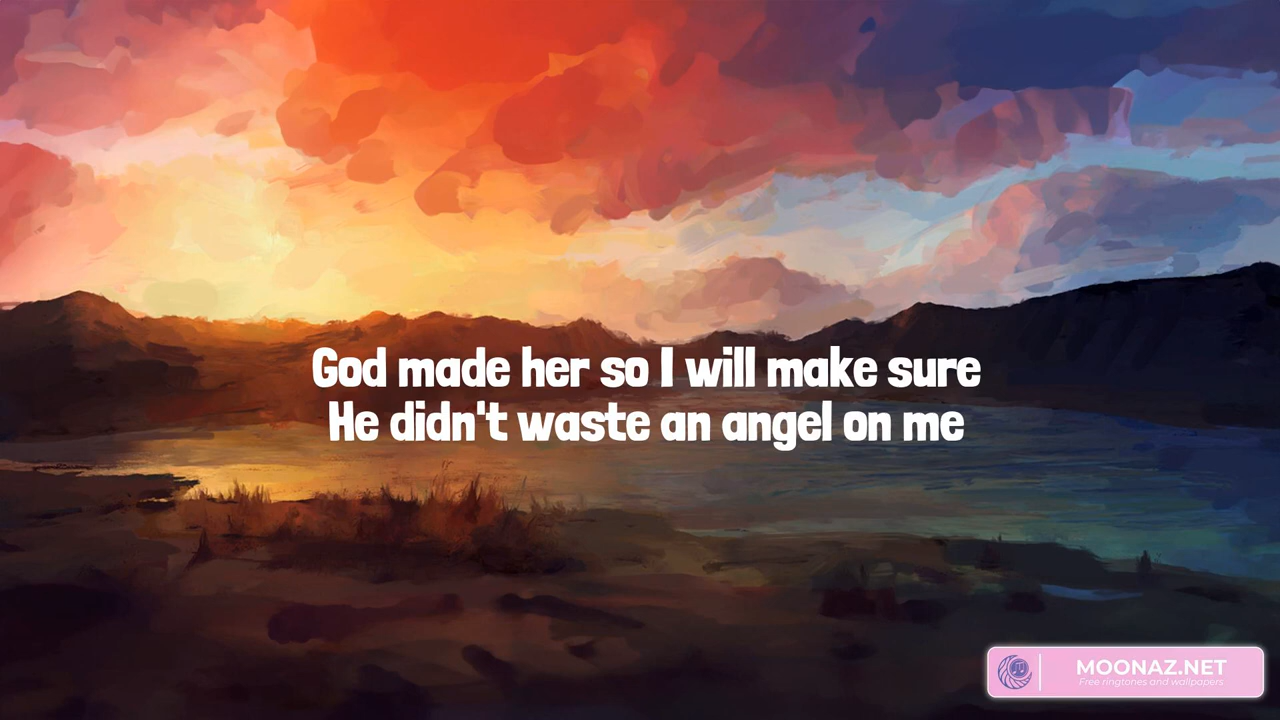 God made her so I will make sure
He didn't waste an angel on me
MOONAZ.NET
Free ringtones and wallpapers